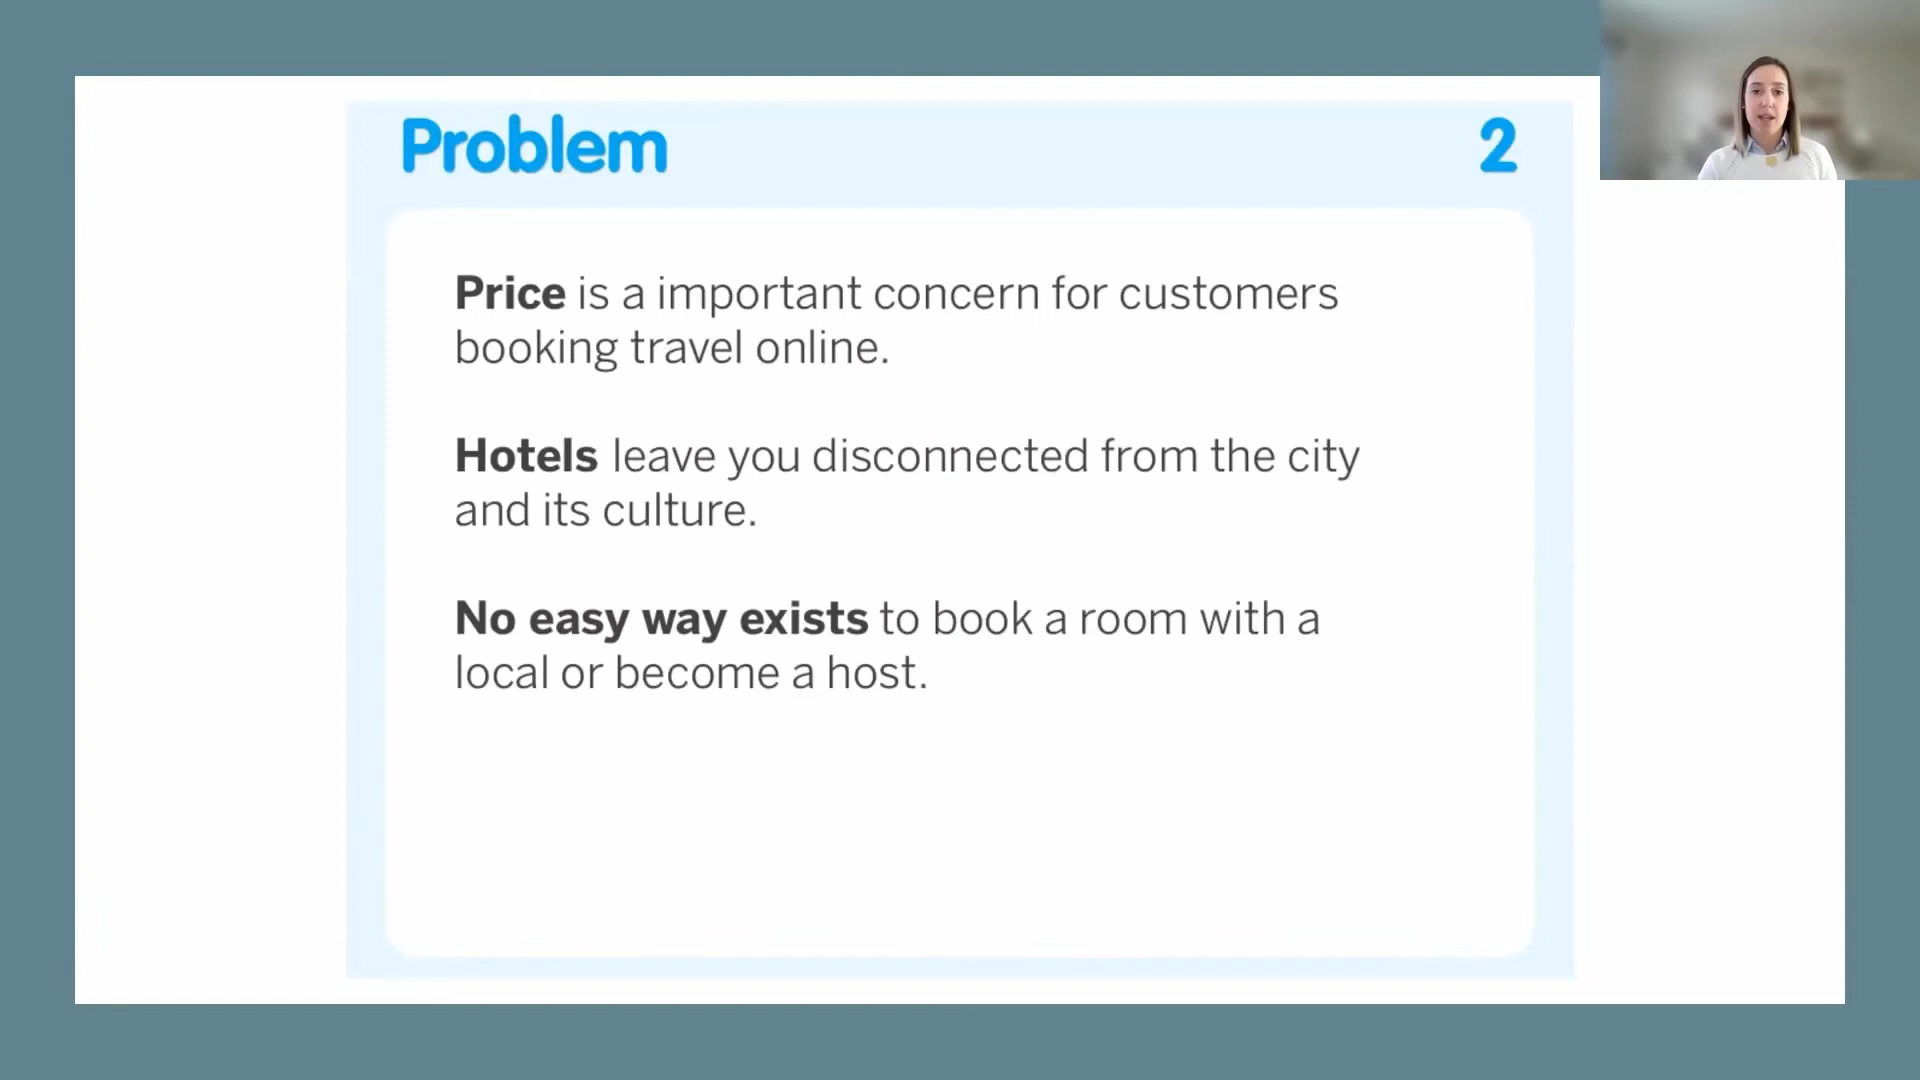 Problem
2
Price is a important concern for customers
booking travel online.
Hotels leave you disconnected from the city
and its culture.
No easy way exists to book a room with a
local or become a host.